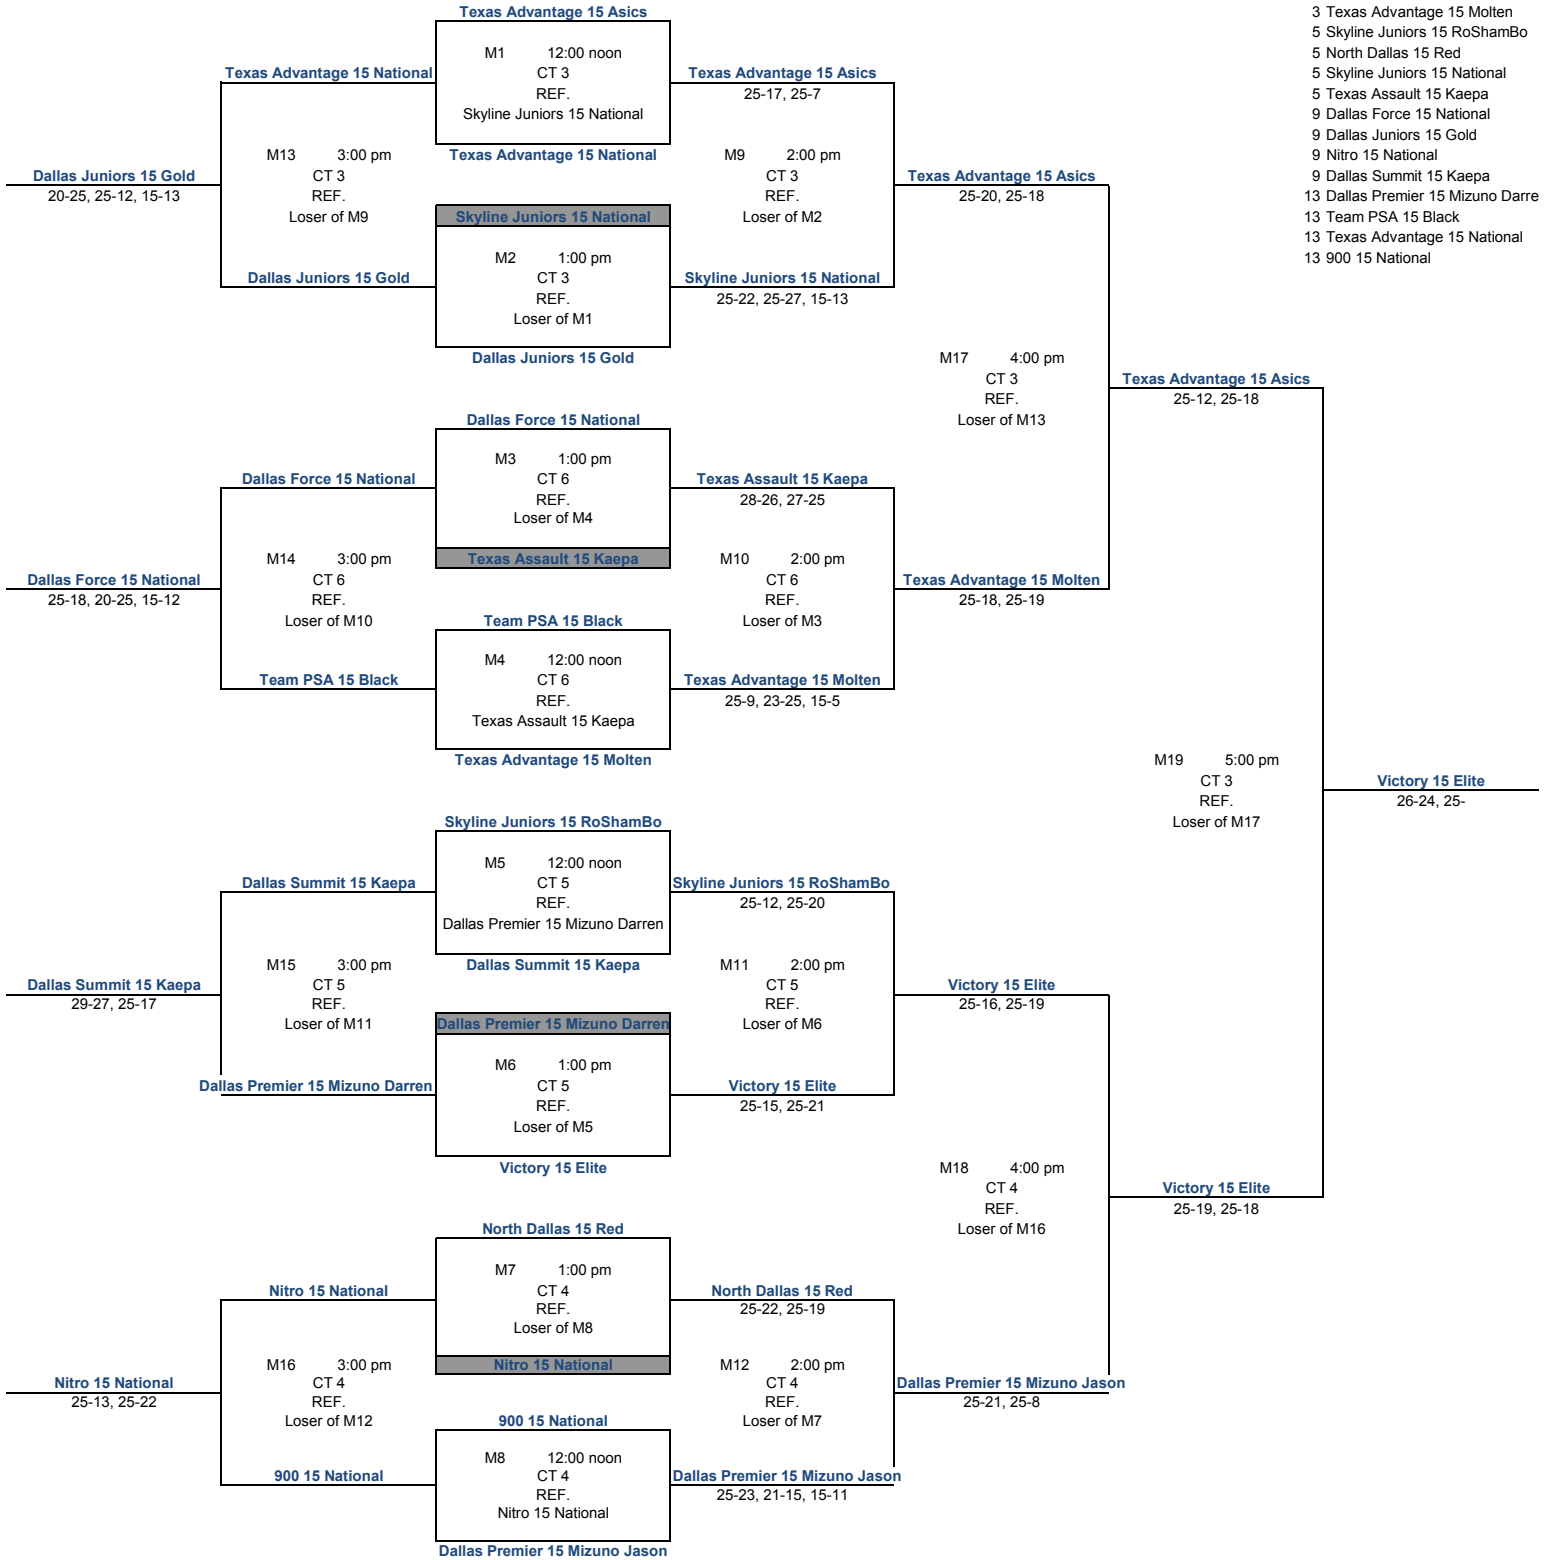 Texas Advantage 15 Asics
3 Texas Advantage 15 Molten
5 Skyline Juniors 15 RoShamBo
M1 12:00 noon
5 North Dallas 15 Red
Texas Advantage 15 National
CT 3
Texas Advantage 15 Asics
5 Skyline Juniors 15 National
REF.
25-17, 25-7
5 Texas Assault 15 Kaepa
Skyline Juniors 15 National
9 Dallas Force 15 National
9 Dallas Juniors 15 Gold
M13 3:00 pm
Texas Advantage 15 National
M9 2:00 pm
9 Nitro 15 National
Dallas Juniors 15 Gold
CT 3
CT 3
Texas Advantage 15 Asics
9 Dallas Summit 15 Kaepa
20-25, 25-12, 15-13
REF.
REF.
25-20, 25-18
13 Dallas Premier 15 Mizuno Darre
Loser of M9
Skyline Juniors 15 National
Loser of M2
13 Team PSA 15 Black
13 Texas Advantage 15 National
M2 1:00 pm
13 900 15 National
Dallas Juniors 15 Gold
CT 3
Skyline Juniors 15 National
REF.
25-22, 25-27, 15-13
Loser of M1
Dallas Juniors 15 Gold
M17 4:00 pm
CT 3
Texas Advantage 15 Asics
REF.
25-12, 25-18
Dallas Force 15 National
Loser of M13
M3 1:00 pm
Dallas Force 15 National
CT 6
Texas Assault 15 Kaepa
REF.
28-26, 27-25
Loser of M4
M14 3:00 pm
Texas Assault 15 Kaepa
M10 2:00 pm
Dallas Force 15 National
CT 6
CT 6
Texas Advantage 15 Molten
25-18, 20-25, 15-12
REF.
REF.
25-18, 25-19
Loser of M10
Team PSA 15 Black
Loser of M3
M4 12:00 noon
Team PSA 15 Black
CT 6
Texas Advantage 15 Molten
REF.
25-9, 23-25, 15-5
Texas Assault 15 Kaepa
Texas Advantage 15 Molten
M19 5:00 pm
CT 3
Victory 15 Elite
REF.
26-24, 25-
Skyline Juniors 15 RoShamBo
Loser of M17
M5 12:00 noon
Dallas Summit 15 Kaepa
CT 5
Skyline Juniors 15 RoShamBo
REF.
25-12, 25-20
Dallas Premier 15 Mizuno Darren
M15 3:00 pm
Dallas Summit 15 Kaepa
M11 2:00 pm
Dallas Summit 15 Kaepa
CT 5
CT 5
Victory 15 Elite
29-27, 25-17
REF.
REF.
25-16, 25-19
Loser of M11
Dallas Premier 15 Mizuno Darren
Loser of M6
M6 1:00 pm
Dallas Premier 15 Mizuno Darren
CT 5
Victory 15 Elite
REF.
25-15, 25-21
Loser of M5
Victory 15 Elite
M18 4:00 pm
CT 4
Victory 15 Elite
REF.
25-19, 25-18
North Dallas 15 Red
Loser of M16
M7 1:00 pm
Nitro 15 National
CT 4
North Dallas 15 Red
REF.
25-22, 25-19
Loser of M8
M16 3:00 pm
Nitro 15 National
M12 2:00 pm
Nitro 15 National
CT 4
CT 4
Dallas Premier 15 Mizuno Jason
25-13, 25-22
REF.
REF.
25-21, 25-8
Loser of M12
900 15 National
Loser of M7
M8 12:00 noon
900 15 National
CT 4
Dallas Premier 15 Mizuno Jason
REF.
25-23, 21-15, 15-11
Nitro 15 National
Dallas Premier 15 Mizuno Jason